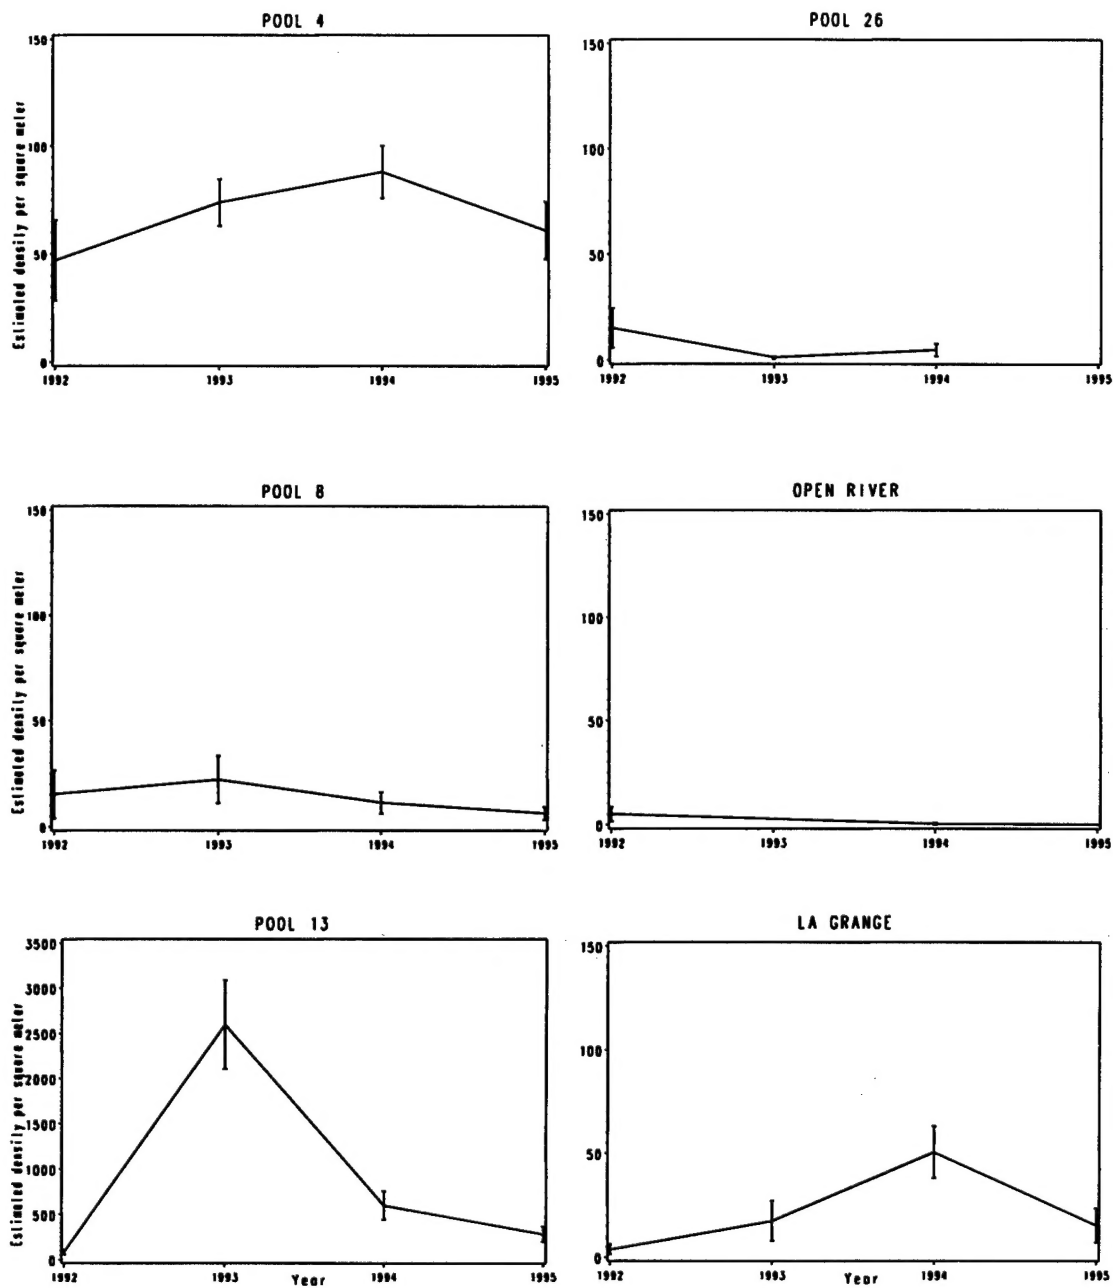 POOL 4
Estimated density per square meter
150
100
50
0
1992 1993 1994 1995
POOL 26
150
100
50
0
1992 1993 1994 1995
POOL 8
Estimated density per square meter
150
100
50
0
1992 1993 1994 1995
OPEN RIVER
150
100
50
0
1992 1993 1994 1995
POOL 13
Estimated density per square meter
3500
3000
2500
2000
1500
1000
500
0
1992 1993 1994 1995
Year
LA GRANGE
150
100
50
0
1992 1993 1994 1995
Year